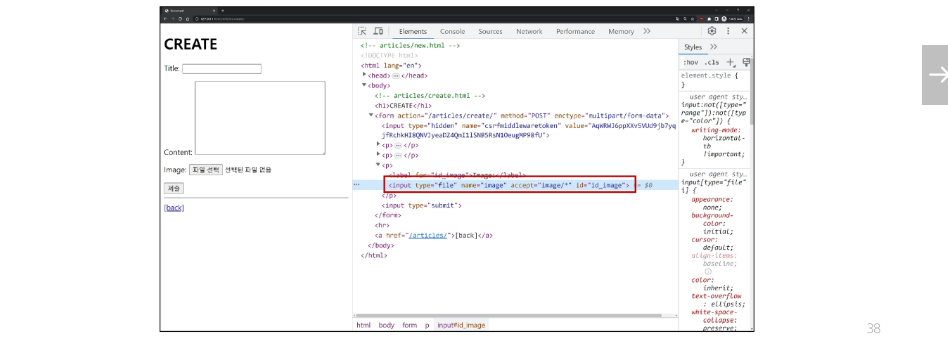 CREATE
Title:
Content:
Image: 파일 선택 선택된 파일 없음
제출
[back]
Elements Console Sources Network Performance Memory
<!-- articles/new.html -->
<!DOCTYPE html>
<html lang="en">
<head> </head>
<body>
<!-- articles/create.html -->
<h1>CREATE</h1>
<form action="/articles/create/" method="POST" enctype="multipart/form-data">
<input type="hidden" name="csrfmiddlewaretoken" value=
<p> </p>
<p> </p>
<p>
<label for="id_image">Image:</label>
<input type="file" name="image" accept="image/*" id="id_image"> == $0
</p>
<input type="submit">
</form>
<hr>
<a href="/articles/">[back]</a>
</body>
</html>
html body form p input#id_image
Styles
:hov .cls
element.style {
}
user agent sty…
input:not([type="
range"]):not([typ
e="color"]) {
writing-mode:
horizontal-
tb
!important;
}
user agent sty…
input[type="file"
i] {
appearance:
none;
background-
color:
initial;
cursor:
default;
align-items:
baseline;
color:
inherit;
text-overflow
: ellipsis;
white-space-
collapse:
preserve;
38